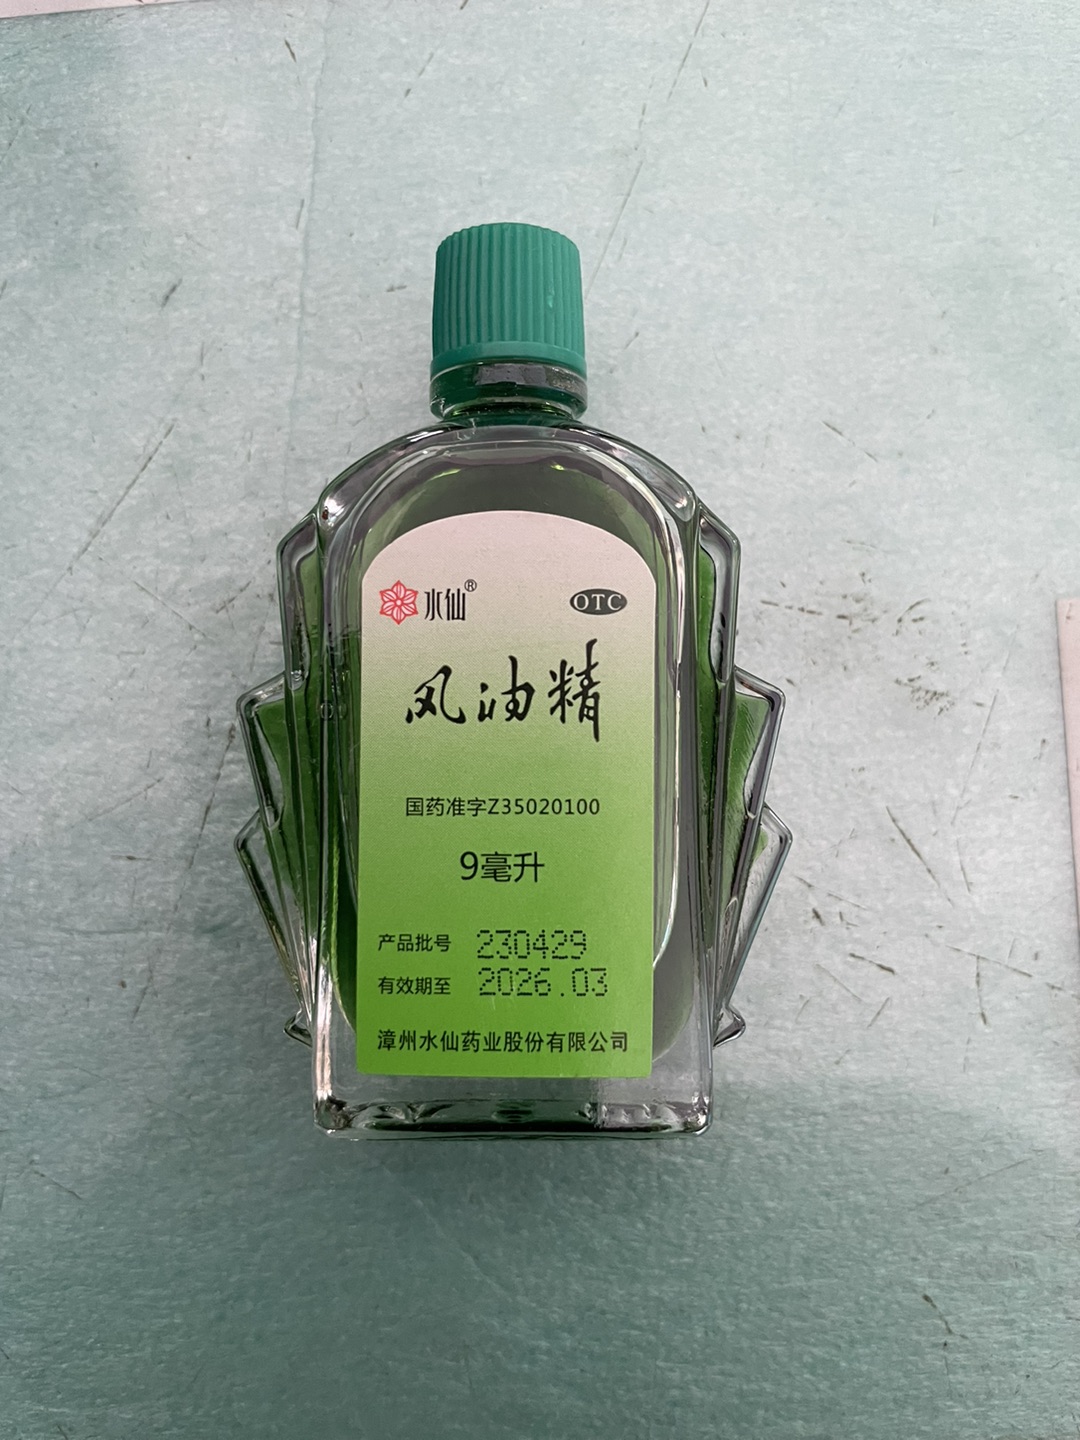 水仙® OTC
风油精
国药准字Z35020100
9毫升
产品批号 230429
有效期至 2026.03
漳州水仙药业股份有限公司